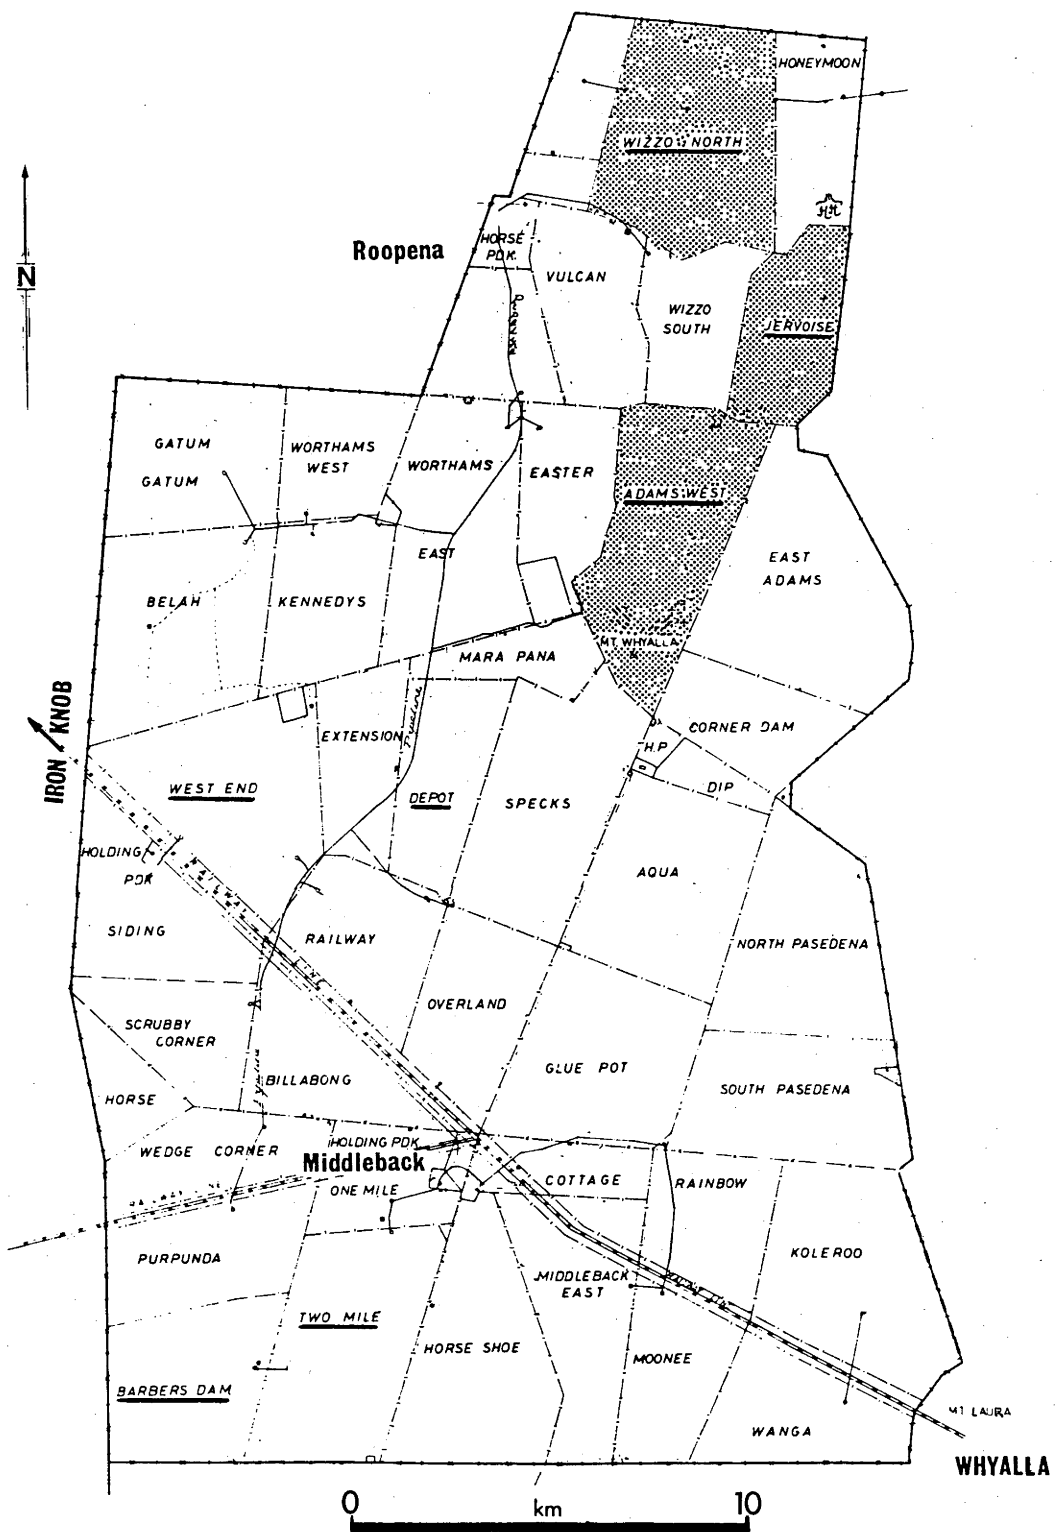 HONEYMOON
WIZZO NORTH
N
Roopena
HORSE
PDK.
VULCAN
WIZZO
SOUTH
JERVOISE
GATUM
GATUM
WORTHAMS
WEST
WORTHAMS
EAST
EASTER
ADAMS WEST
EAST
ADAMS
BELAH
KENNEDYS
MT. WHYALLA
MARA PANA
IRON KNOB
EXTENSION
Pipeline
CORNER DAM
H.P
DIP
WEST END
DEPOT
SPECKS
HOLDING
PDK
AQUA
SIDING
RAILWAY
NORTH PASEDENA
OVERLAND
SCRUBBY
CORNER
BILLABONG
GLUE POT
HORSE
SOUTH PASEDENA
WEDGE CORNER
HOLDING PDK
Middleback
ONE MILE
COTTAGE
RAINBOW
PURPUNDA
KOLEROO
MIDDLEBACK
EAST
TWO MILE
HORSE SHOE
MOONEE
BARBERS DAM
MT LAURA
WANGA
WHYALLA
0 km 10